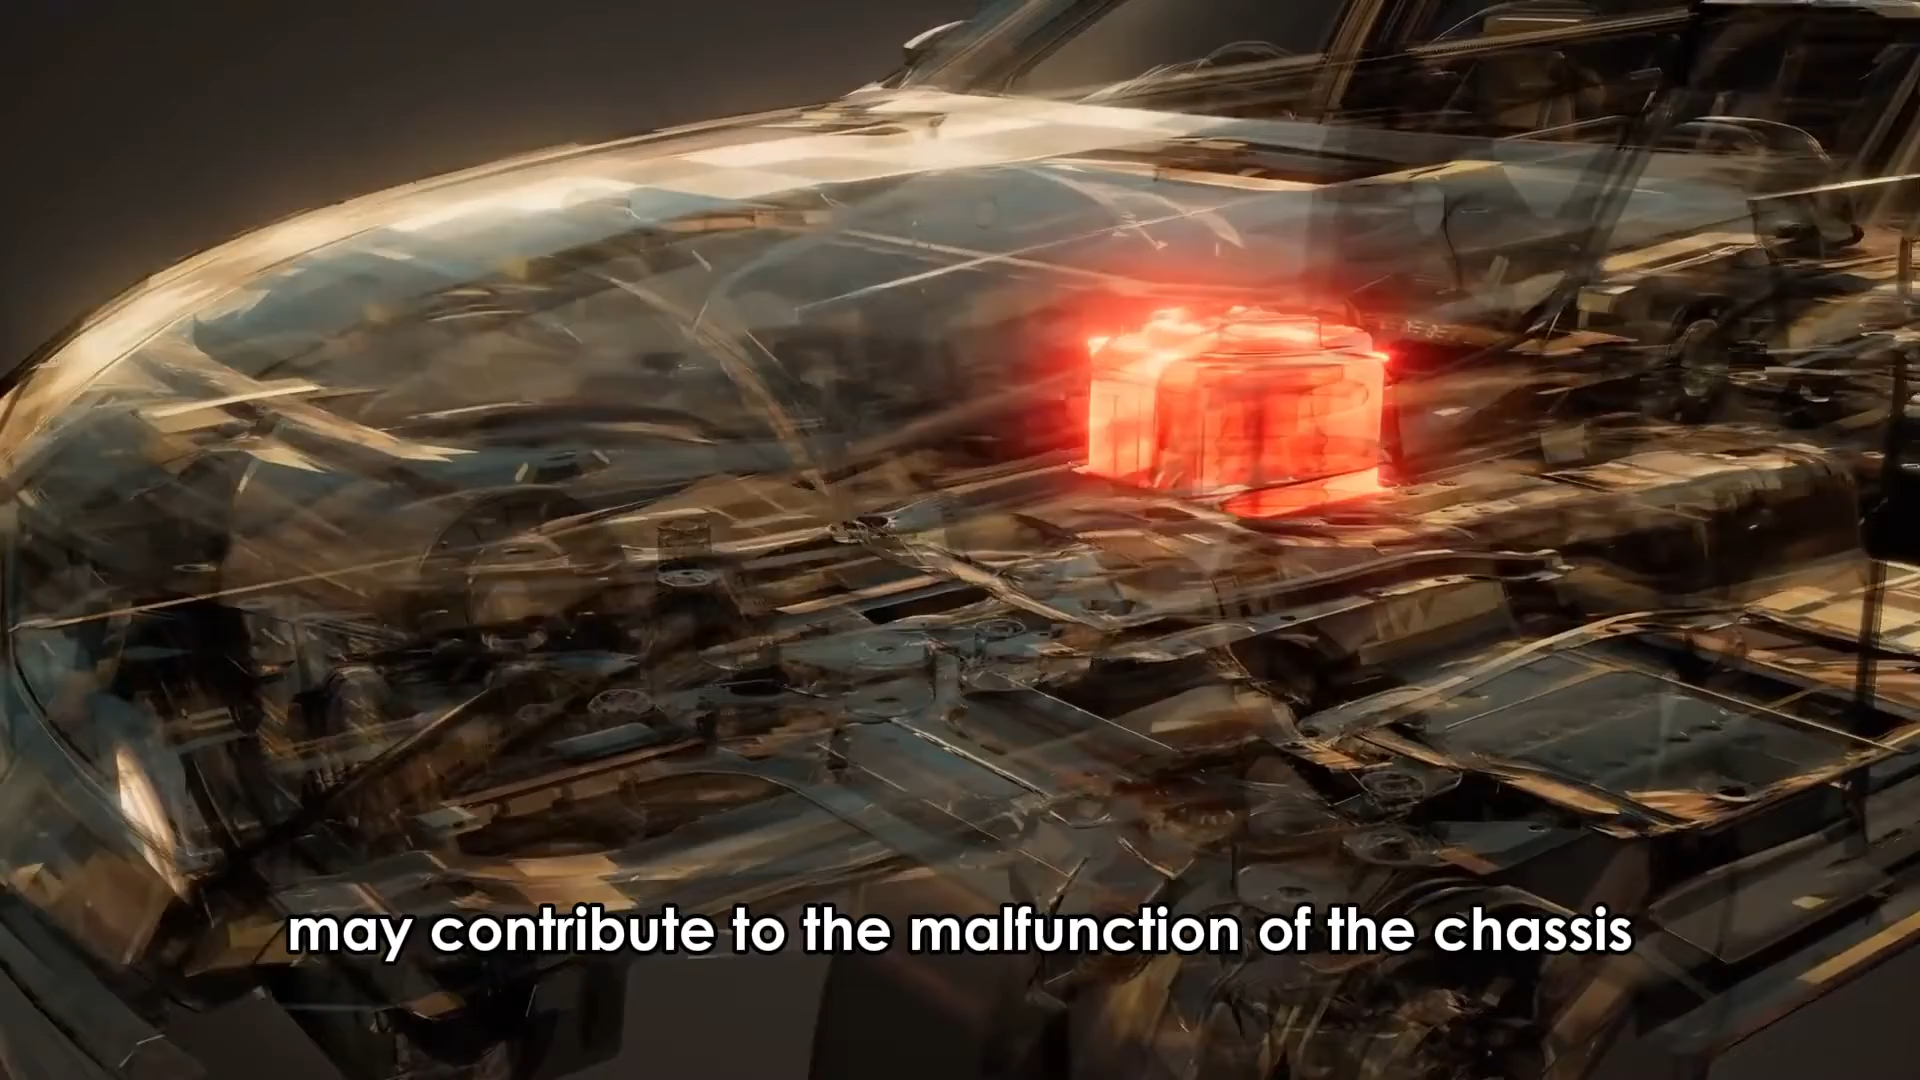 may contribute to the malfunction of the chassis